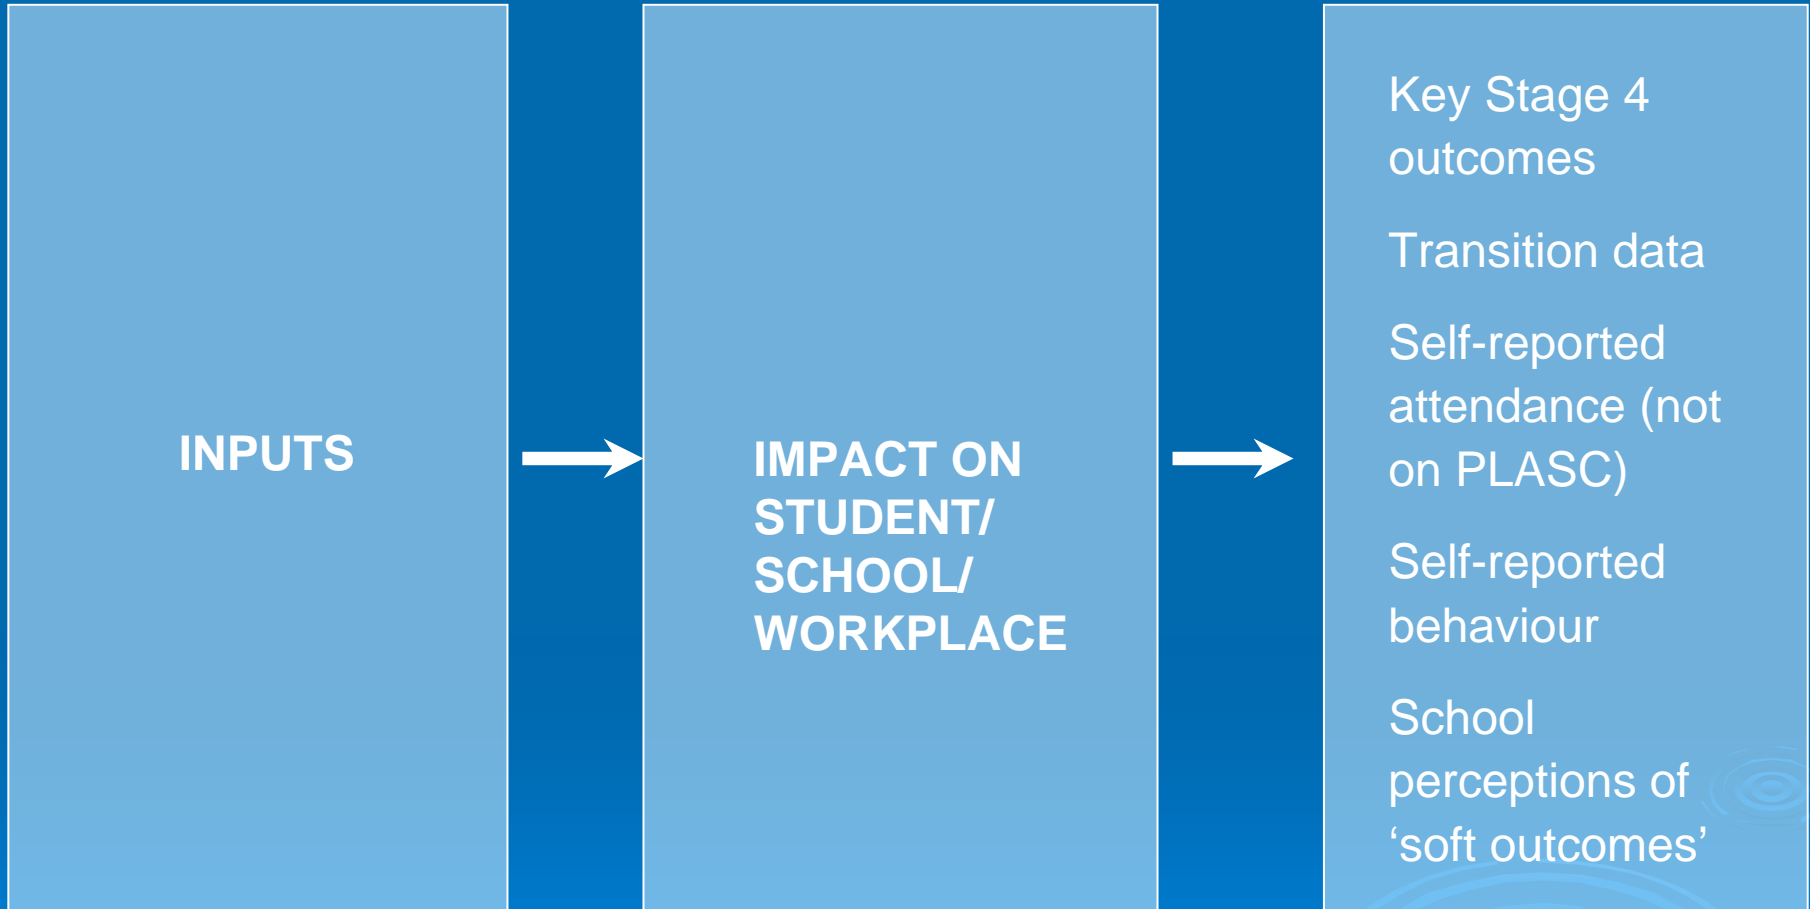 INPUTS
IMPACT ON
STUDENT/
SCHOOL/
WORKPLACE
Key Stage 4
outcomes
Transition data
Self-reported
attendance (not
on PLASC)
Self-reported
behaviour
School
perceptions of
‘soft outcomes’